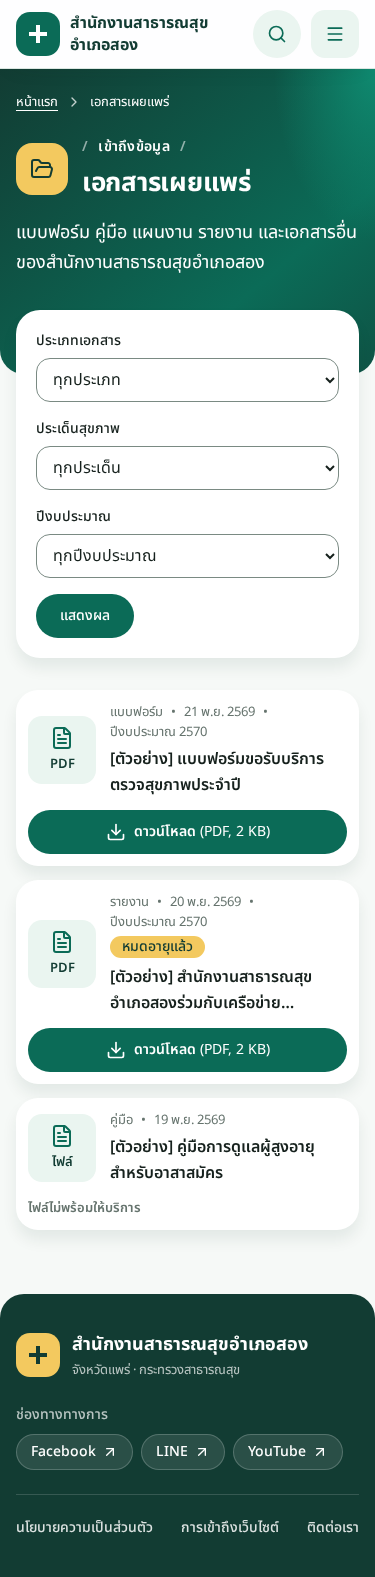 สำนักงานสาธารณสุข
อำเภอสอง
หน้าแรก > เอกสารเผยแพร่
/ เข้าถึงข้อมูล /
เอกสารเผยแพร่
แบบฟอร์ม คู่มือ แผนงาน รายงาน และเอกสารอื่น
ของสำนักงานสาธารณสุขอำเภอสอง
ประเภทเอกสาร
ทุกประเภท
ประเด็นสุขภาพ
ทุกประเด็น
ปีงบประมาณ
ทุกปีงบประมาณ
แสดงผล
แบบฟอร์ม • 21 พ.ย. 2569 •
ปีงบประมาณ 2570
PDF
[ตัวอย่าง] แบบฟอร์มขอรับบริการ
ตรวจสุขภาพประจำปี
ดาวน์โหลด (PDF, 2 KB)
รายงาน • 20 พ.ย. 2569 •
ปีงบประมาณ 2570
หมดอายุแล้ว
PDF
[ตัวอย่าง] สำนักงานสาธารณสุข
อำเภอสองร่วมกับเครือข่าย...
ดาวน์โหลด (PDF, 2 KB)
คู่มือ • 19 พ.ย. 2569
ไฟล์
[ตัวอย่าง] คู่มือการดูแลผู้สูงอายุ
สำหรับอาสาสมัคร
ไฟล์ไม่พร้อมให้บริการ
สำนักงานสาธารณสุขอำเภอสอง
จังหวัดแพร่ · กระทรวงสาธารณสุข
ช่องทางทางการ
Facebook LINE YouTube
นโยบายความเป็นส่วนตัว การเข้าถึงเว็บไซต์ ติดต่อเรา